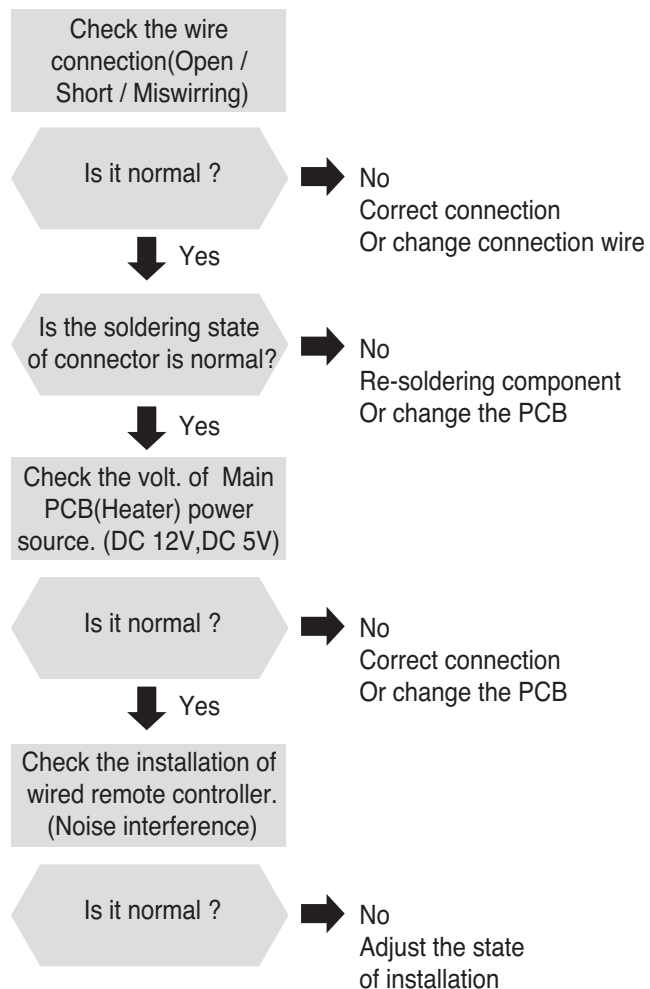 Check the wire
connection(Open /
Short / Miswirring)
Is it normal ?
No
Correct connection
Or change connection wire
Yes
Is the soldering state
of connector is normal?
No
Re-soldering component
Or change the PCB
Yes
Check the volt. of  Main
PCB(Heater) power
source. (DC 12V,DC 5V)
Is it normal ?
No
Correct connection
Or change the PCB
Yes
Check the installation of
wired remote controller.
(Noise interference)
Is it normal ?
No
Adjust the state
of installation